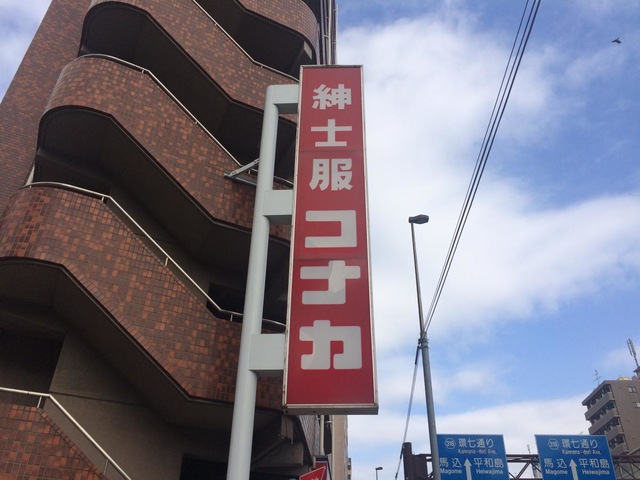 紳士服コナカ
318 環七通り
Kannana-dori Ave.
馬込 平和島
Magome Heiwajima
318 環七通り
Kannana-dori Ave.
馬込 平和島
Magome Heiwajima